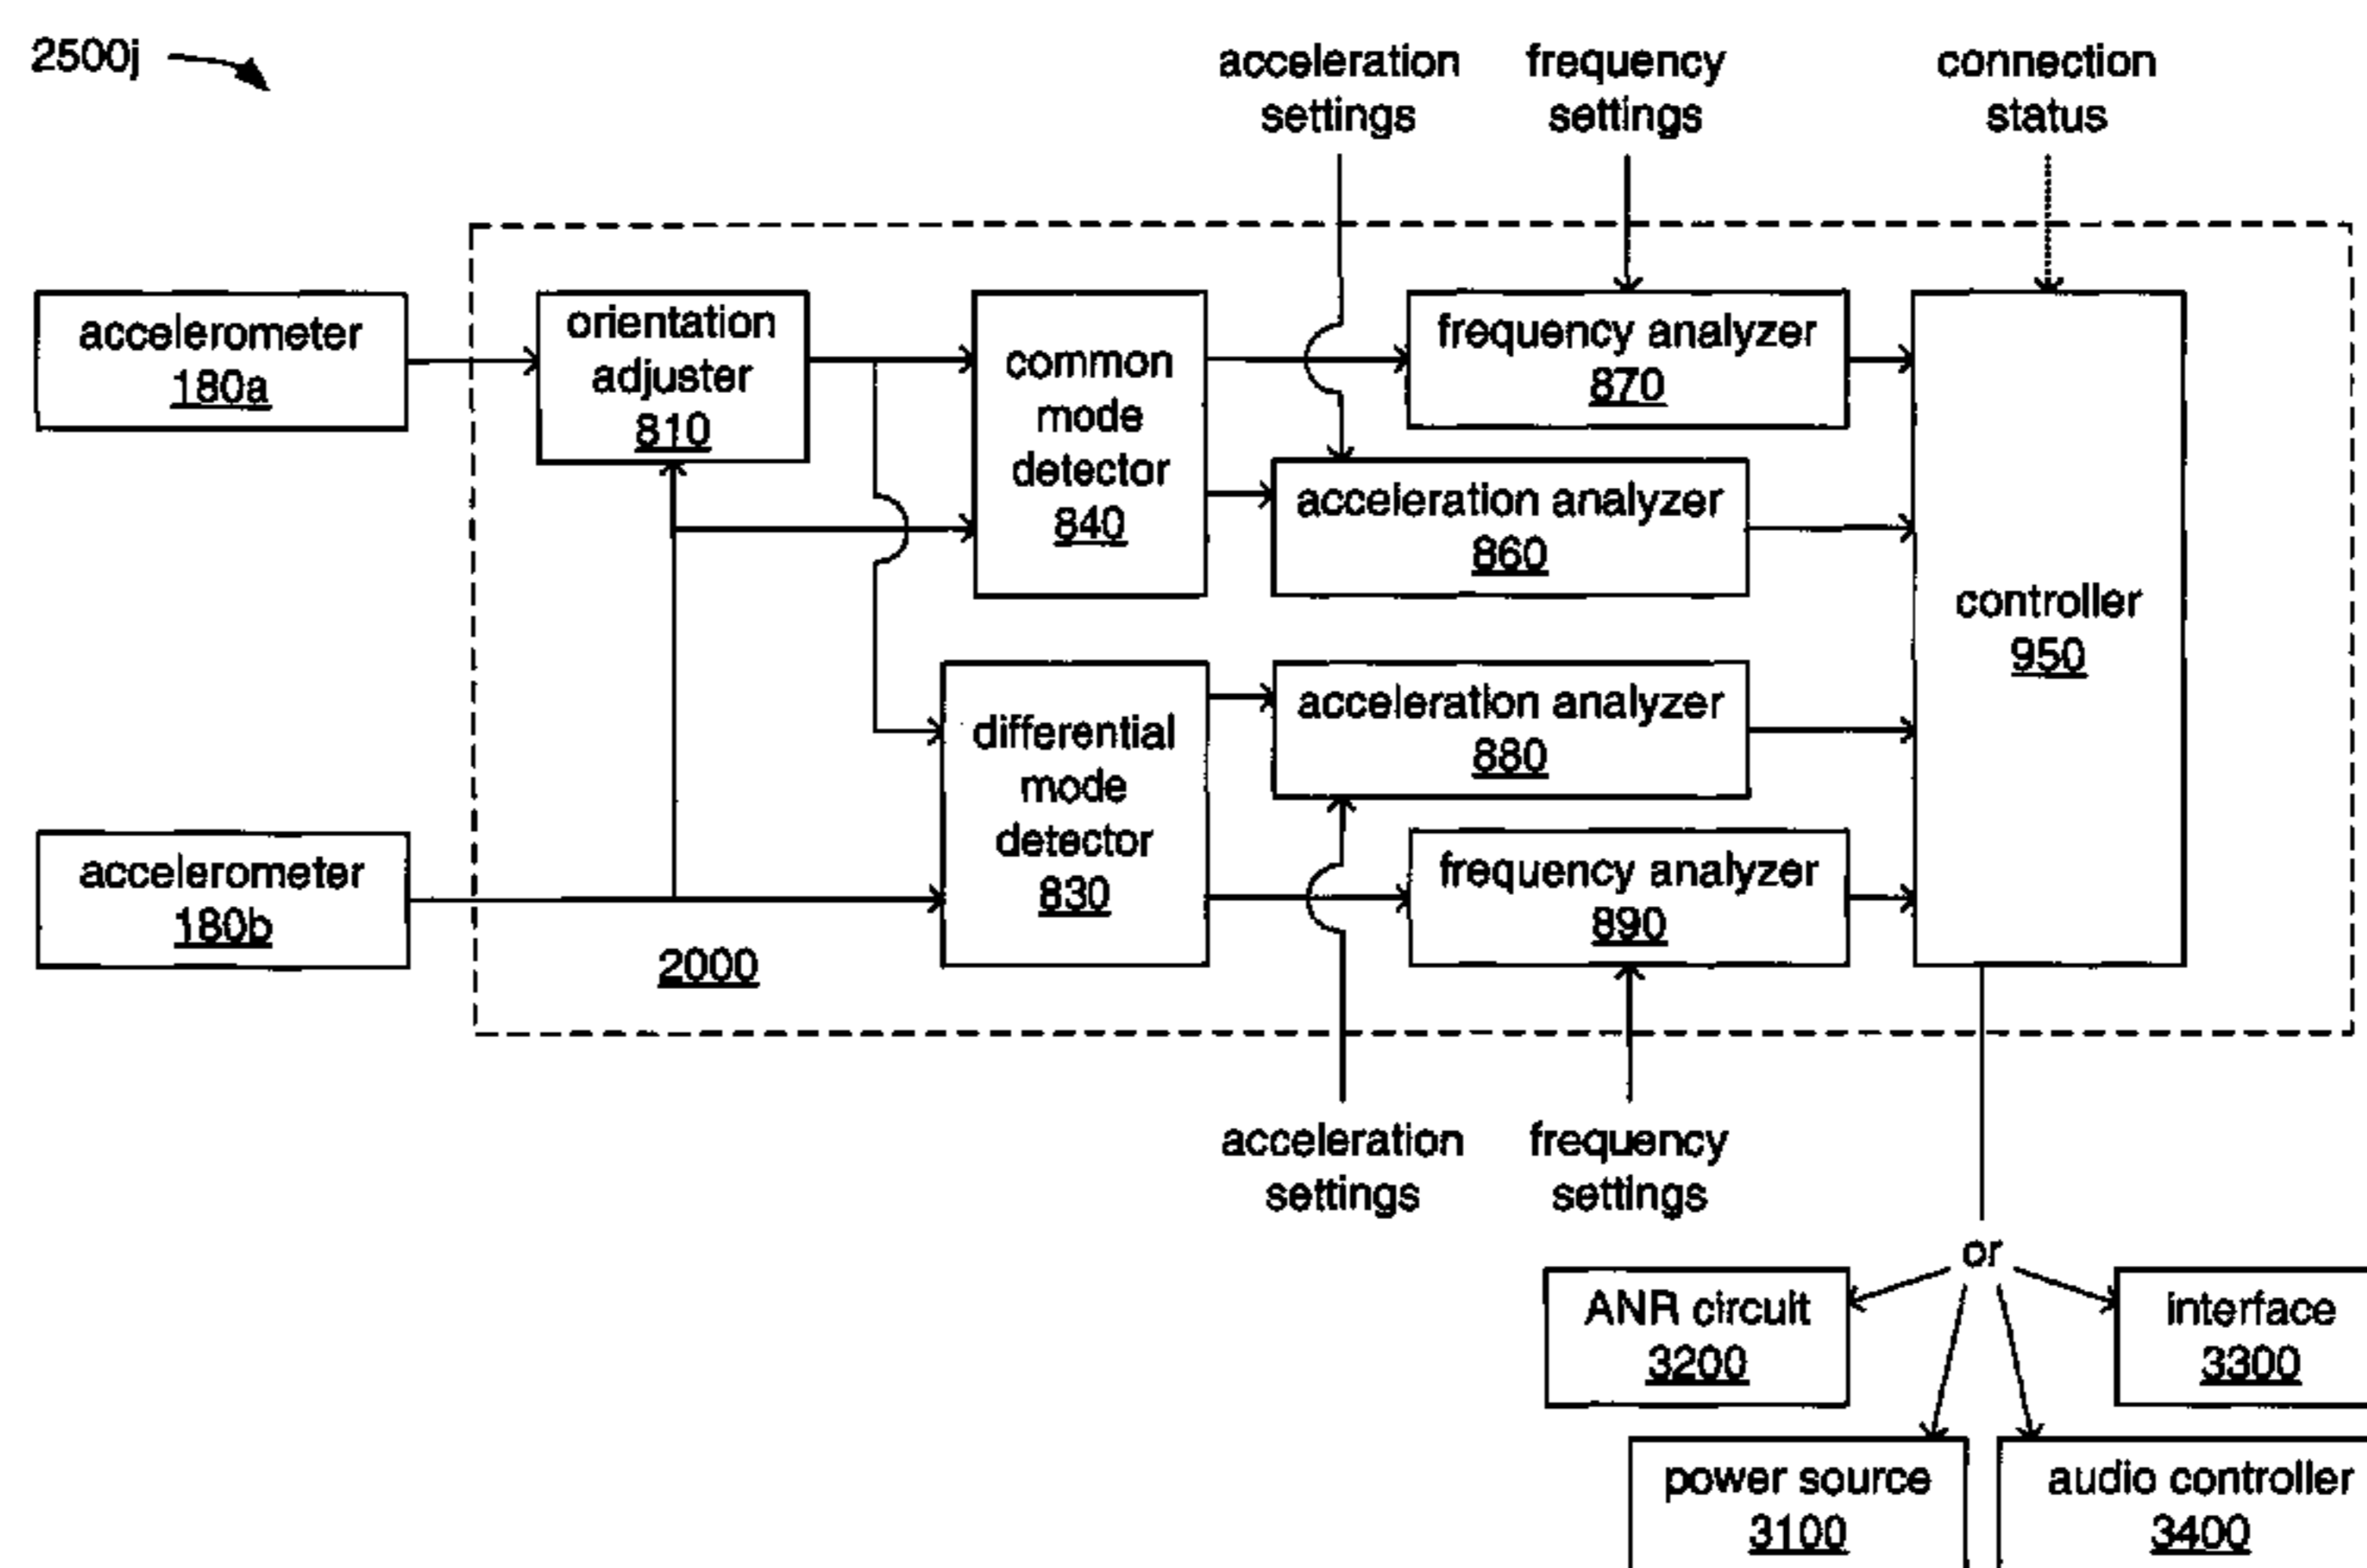 2500j
acceleration
settings
frequency
settings
connection
status
accelerometer
180a
orientation
adjuster
810
common
mode
detector
840
frequency analyzer
870
acceleration analyzer
860
controller
950
accelerometer
180b
differential
mode
detector
830
acceleration analyzer
880
frequency analyzer
890
2000
acceleration
settings
frequency
settings
or
ANR circuit
3200
interface
3300
power source
3100
audio controller
3400